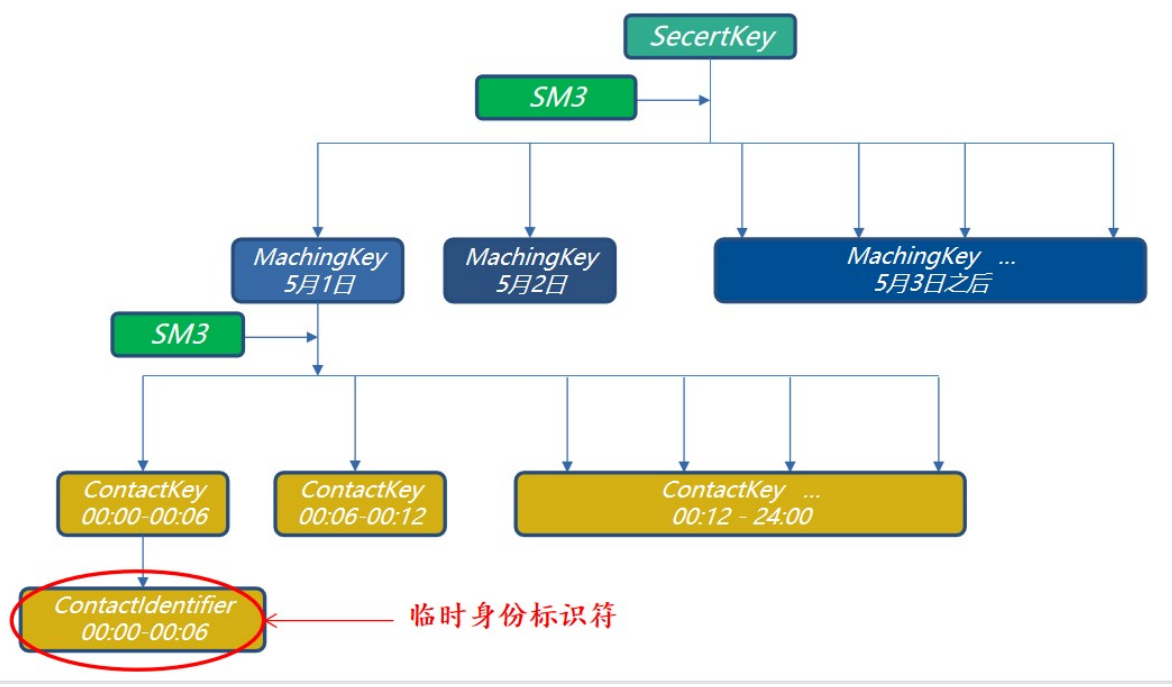 SecertKey
SM3
MachingKey
5月1日
MachingKey
5月2日
MachingKey ...
5月3日之后
SM3
ContactKey
00:00-00:06
ContactKey
00:06-00:12
ContactKey ...
00:12 - 24:00
ContactIdentifier
00:00-00:06
临时身份标识符